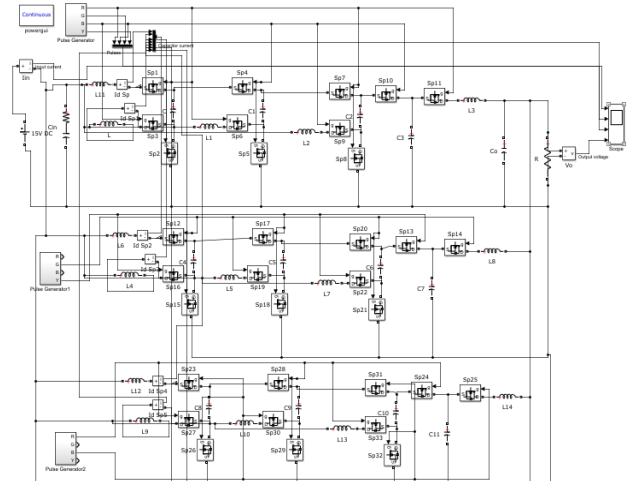 Continuous
powergui
R
G
B
Y
Pulse Generator
Pulses
Capacitor current
Iin
15V DC
Cin
L11
Id Sp
Sp1
Sp4
Sp7
Sp10
Sp11
L3
L
Sp3
C
L1
Sp6
C1
L2
Sp9
C2
C3
Sp2
Sp5
Sp8
Co
R
Vo
Output voltage
Scope
L6
Id Sp2
Sp12
Sp17
Sp20
Sp13
Sp14
L8
R
G
B
Y
Pulse Generator1
L4
Sp16
C4
L5
Sp19
C5
L7
Sp22
C6
C7
Sp15
Sp18
Sp21
L12
Id Sp4
Sp23
Sp28
Sp31
Sp24
Sp25
L14
L9
Id Sp5
Sp27
C8
L10
Sp30
C9
L13
Sp33
C10
C11
Sp26
Sp29
Sp32
R
G
B
Y
Pulse Generator2